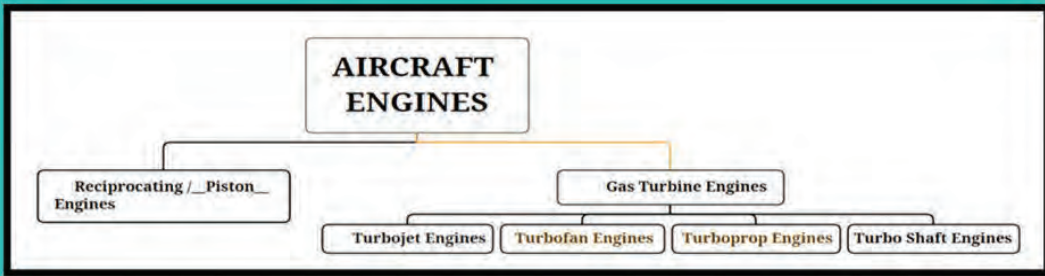 AIRCRAFT
ENGINES
Reciprocating /__Piston__
Engines
Gas Turbine Engines
Turbojet Engines
Turbofan Engines
Turboprop Engines
Turbo Shaft Engines